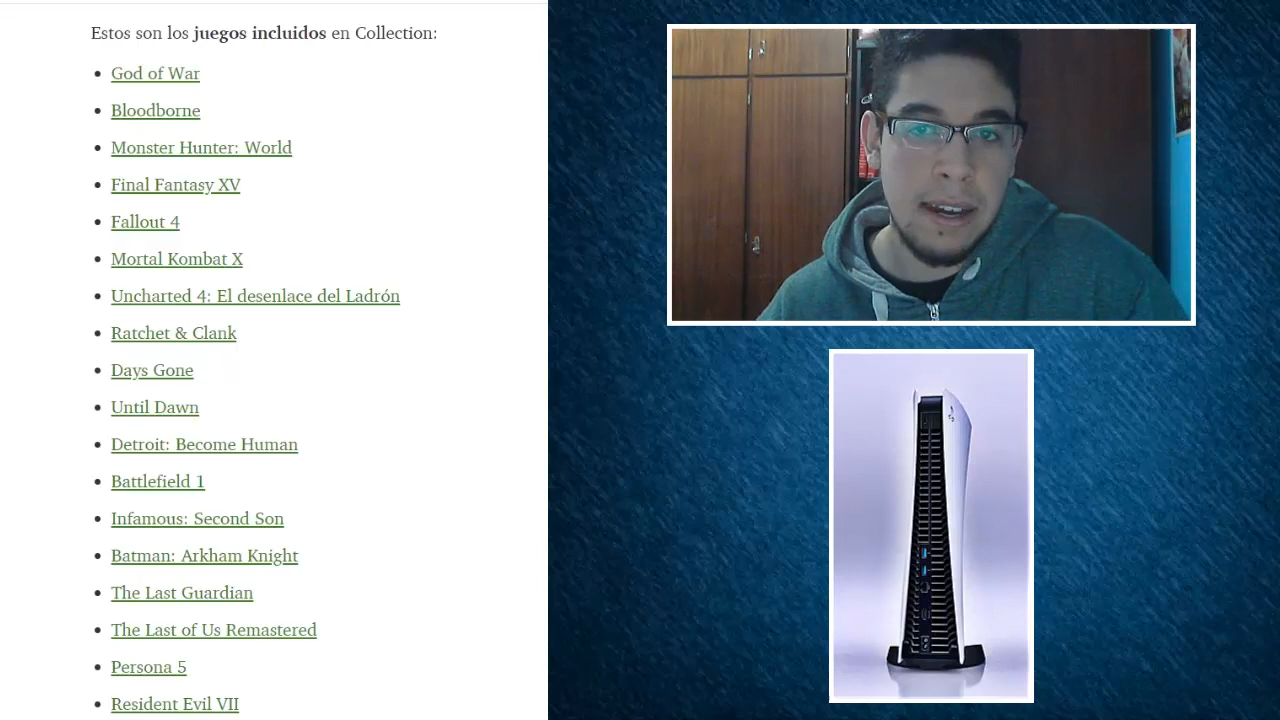 Estos son los juegos incluidos en Collection:
God of War
Bloodborne
Monster Hunter: World
Final Fantasy XV
Fallout 4
Mortal Kombat X
Uncharted 4: El desenlace del Ladrón
Ratchet & Clank
Days Gone
Until Dawn
Detroit: Become Human
Battlefield 1
Infamous: Second Son
Batman: Arkham Knight
The Last Guardian
The Last of Us Remastered
Persona 5
Resident Evil VII